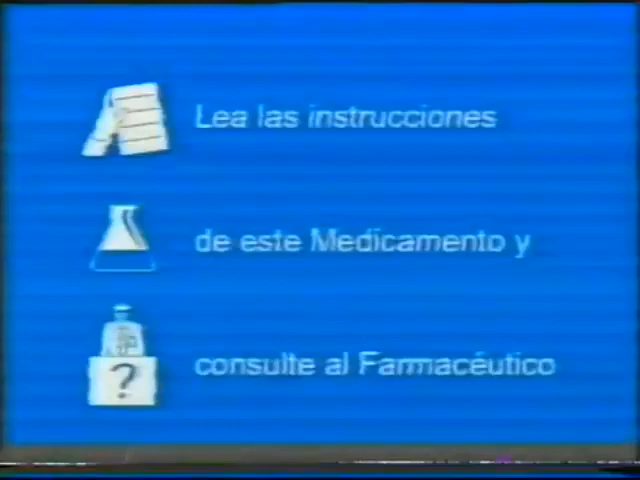 Lea las instrucciones
de este Medicamento y
consulte al Farmacéutico
?